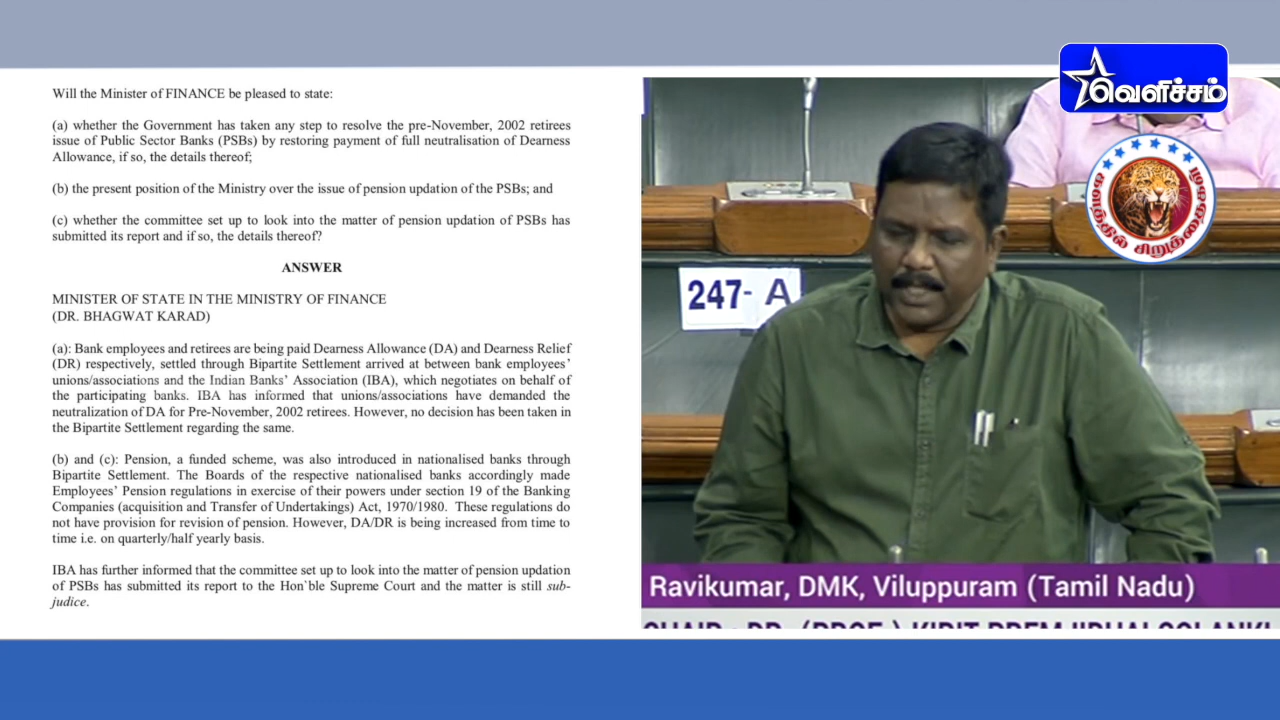 Will the Minister of FINANCE be pleased to state:
(a) whether the Government has taken any step to resolve the pre-November, 2002 retirees
issue of Public Sector Banks (PSBs) by restoring payment of full neutralisation of Dearness
Allowance, if so, the details thereof;
(b) the present position of the Ministry over the issue of pension updation of the PSBs; and
(c) whether the committee set up to look into the matter of pension updation of PSBs has
submitted its report and if so, the details thereof?
ANSWER
MINISTER OF STATE IN THE MINISTRY OF FINANCE
(DR. BHAGWAT KARAD)
(a): Bank employees and retirees are being paid Dearness Allowance (DA) and Dearness Relief
(DR) respectively, settled through Bipartite Settlement arrived at between bank employees’
unions/associations and the Indian Banks’ Association (IBA), which negotiates on behalf of
the participating banks. IBA has informed that unions/associations have demanded the
neutralization of DA for Pre-November, 2002 retirees. However, no decision has been taken in
the Bipartite Settlement regarding the same.
(b) and (c): Pension, a funded scheme, was also introduced in nationalised banks through
Bipartite Settlement. The Boards of the respective nationalised banks accordingly made
Employees’ Pension regulations in exercise of their powers under section 19 of the Banking
Companies (acquisition and Transfer of Undertakings) Act, 1970/1980. These regulations do
not have provision for revision of pension. However, DA/DR is being increased from time to
time i.e. on quarterly/half yearly basis.
IBA has further informed that the committee set up to look into the matter of pension updation
of PSBs has submitted its report to the Hon`ble Supreme Court and the matter is still sub-
judice.
வெளிச்சம்
களத்தில் சிறுத்தைகள்
247- A
Ravikumar, DMK, Viluppuram (Tamil Nadu)
CHAIR : DR. (PROF.) KIRIT PREMJIBHAI SOLANKI